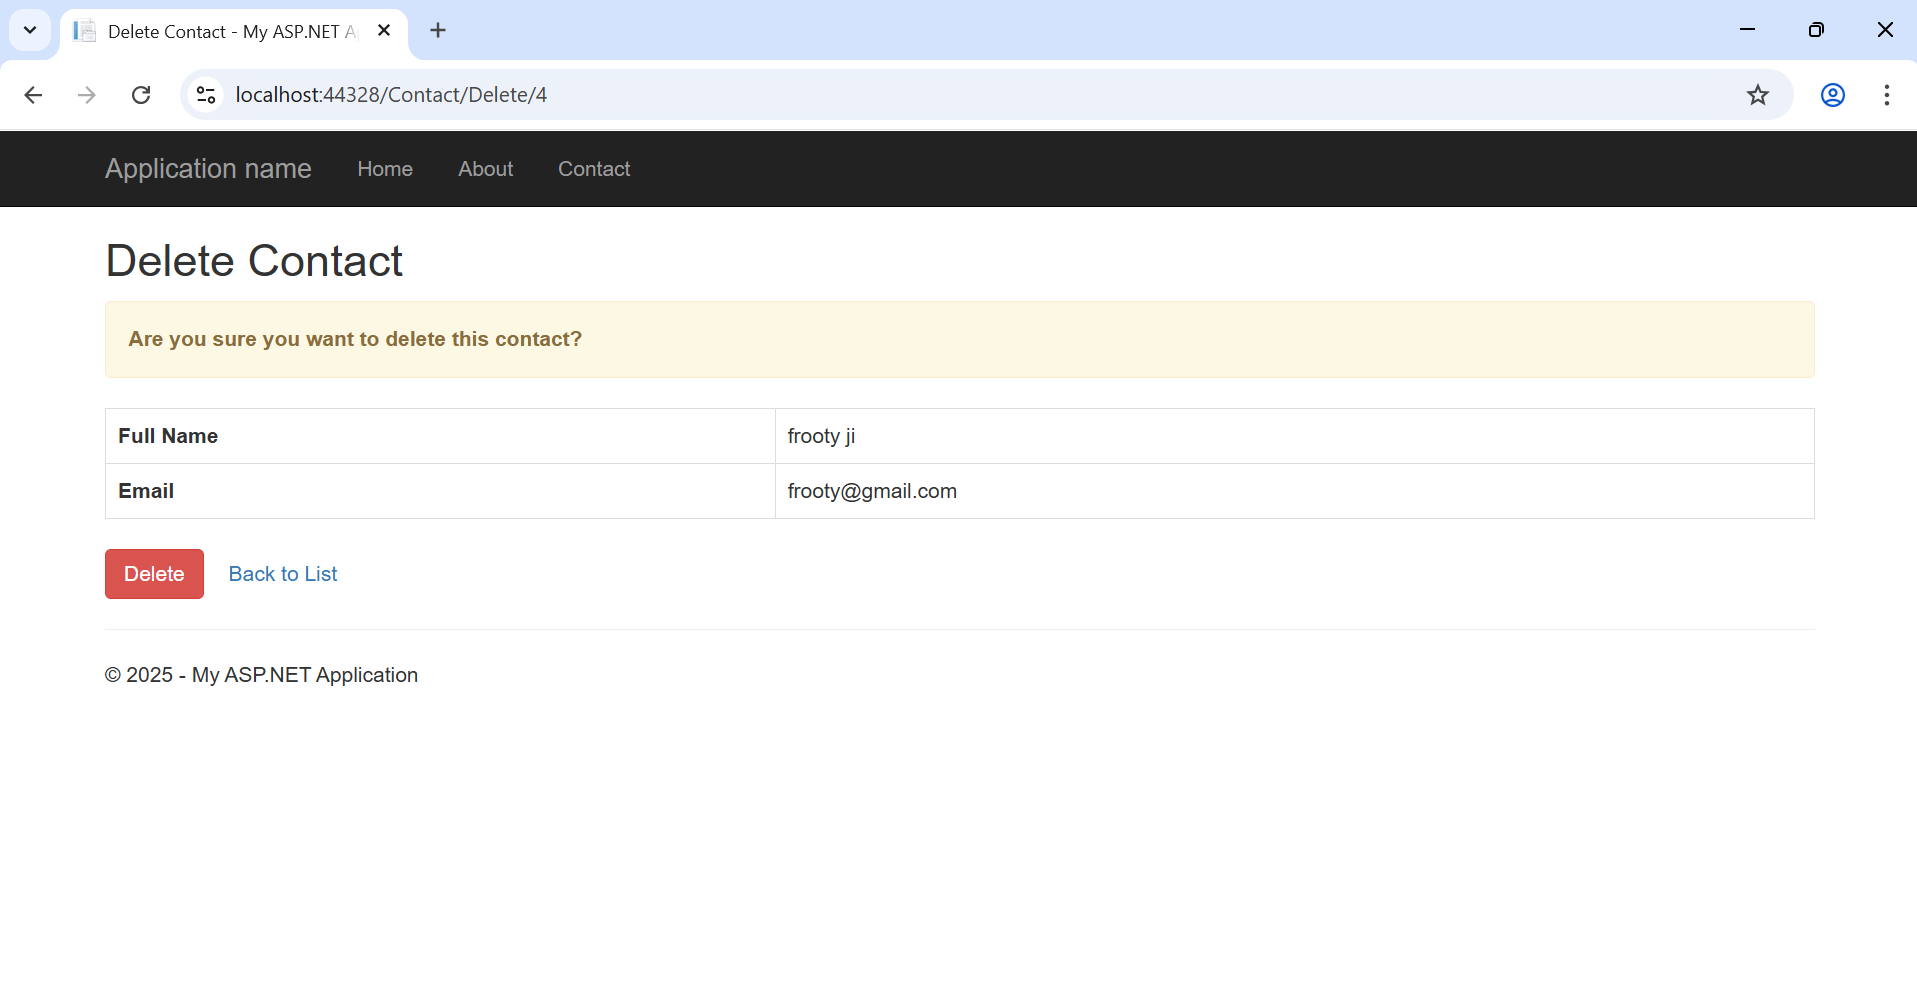 Delete Contact - My ASP.NET A
localhost:44328/Contact/Delete/4
Application name Home About Contact
Delete Contact
Are you sure you want to delete this contact?
Full Name frooty ji
Email frooty@gmail.com
Delete Back to List
© 2025 - My ASP.NET Application